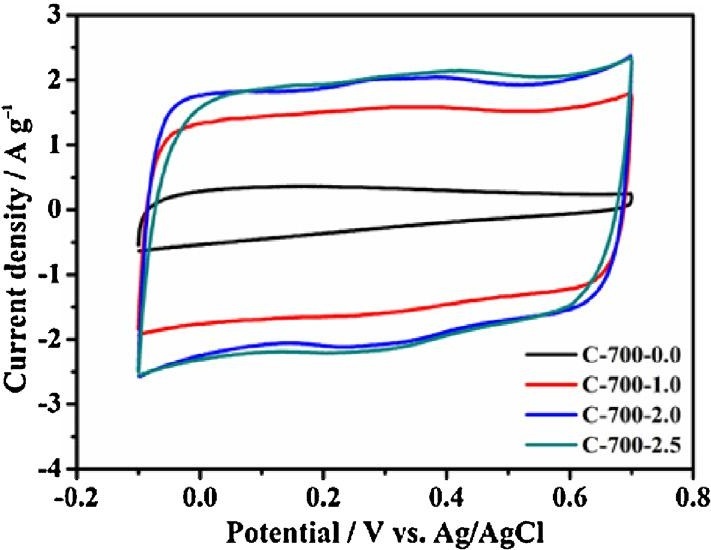 3
2
1
0
-1
-2
-3
-4
Current density / A g⁻¹
C-700-0.0
C-700-1.0
C-700-2.0
C-700-2.5
-0.2 0.0 0.2 0.4 0.6 0.8
Potential / V vs. Ag/AgCl